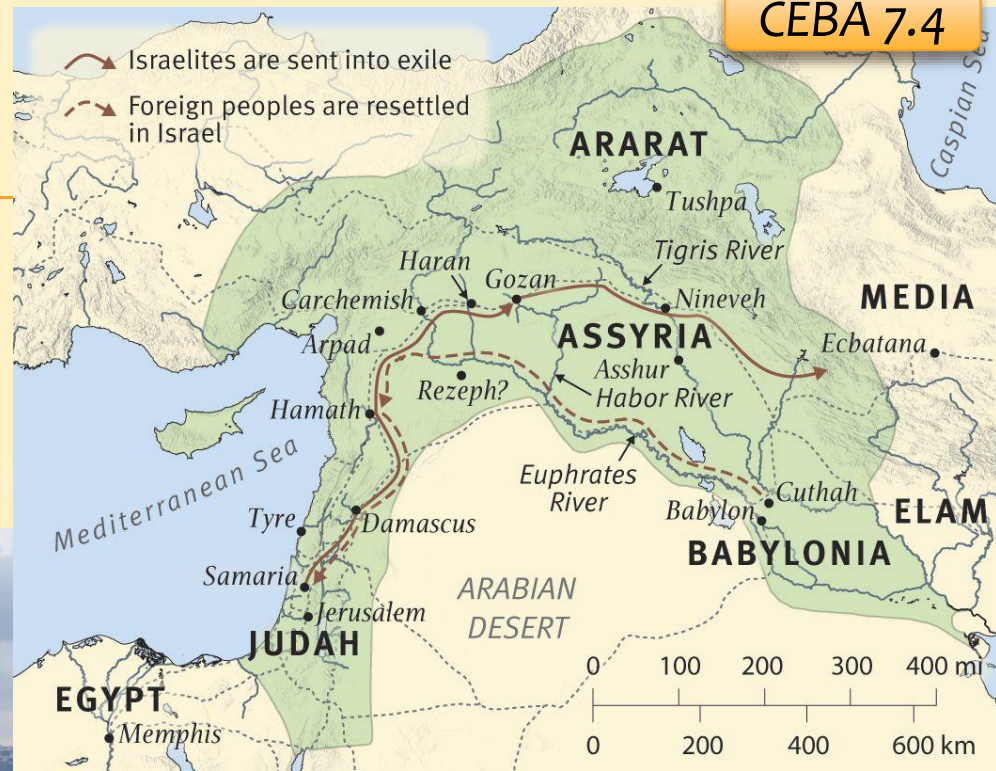 CEBA 7.4
Israelites are sent into exile
Foreign peoples are resettled
in Israel
Caspian Sea
ARARAT
Tushpa
Tigris River
Haran
Gozan
Carchemish
Nineveh
MEDIA
Arpad
ASSYRIA
Ecbatana
Asshur
Rezeph?
Habor River
Hamath
Mediterranean Sea
Euphrates
River
Cuthah
Babylon
ELAM
Tyre
Damascus
BABYLONIA
Samaria
ARABIAN
DESERT
Jerusalem
JUDAH
EGYPT
Memphis
0 100 200 300 400 mi
0 200 400 600 km